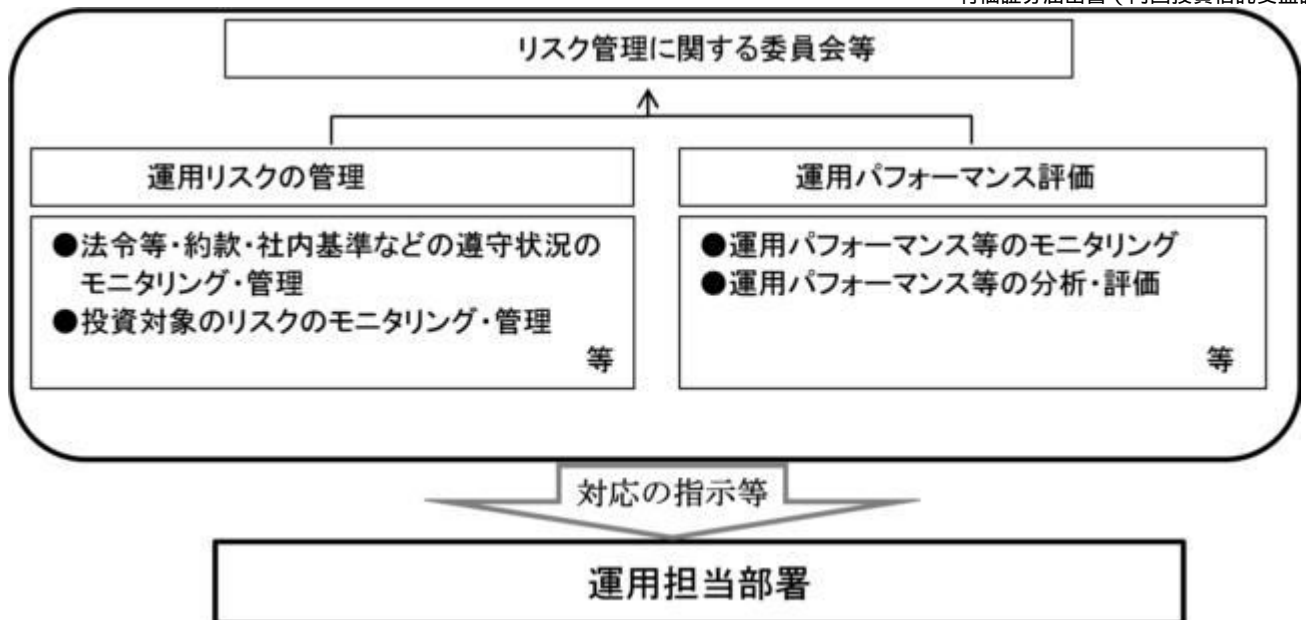 リスク管理に関する委員会等
運用リスクの管理
●法令等・約款・社内基準などの遵守状況の
モニタリング・管理
●投資対象のリスクのモニタリング・管理
等
運用パフォーマンス評価
●運用パフォーマンス等のモニタリング
●運用パフォーマンス等の分析・評価
等
対応の指示等
運用担当部署